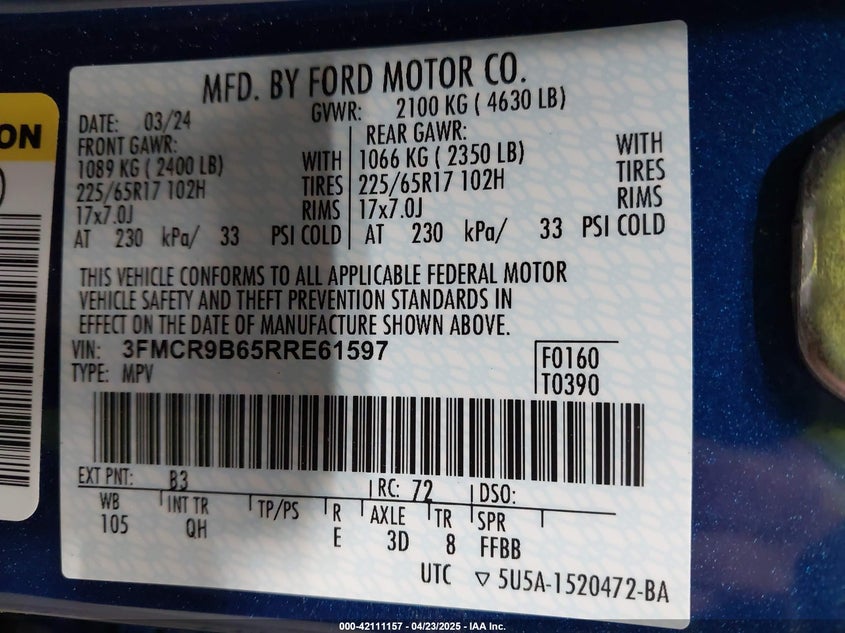 ON
MFD. BY FORD MOTOR CO.
DATE: 03/24 GVWR: 2100 KG ( 4630 LB)
FRONT GAWR: REAR GAWR:
1089 KG ( 2400 LB) WITH 1066 KG ( 2350 LB) WITH
225/65R17 102H TIRES 225/65R17 102H TIRES
17x7.0J RIMS 17x7.0J RIMS
AT 230 kPa/ 33 PSI COLD AT 230 kPa/ 33 PSI COLD
THIS VEHICLE CONFORMS TO ALL APPLICABLE FEDERAL MOTOR
VEHICLE SAFETY AND THEFT PREVENTION STANDARDS IN
EFFECT ON THE DATE OF MANUFACTURE SHOWN ABOVE.
VIN: 3FMCR9B65RRE61597 F0160
TYPE: MPV T0390
EXT PNT: B3 RC: 72 DSO:
WB INT TR TP/PS R AXLE TR SPR
105 QH E 3D 8 FFBB
UTC ▽ 5U5A-1520472-BA
000-42111157 - 04/23/2025 - IAA Inc.